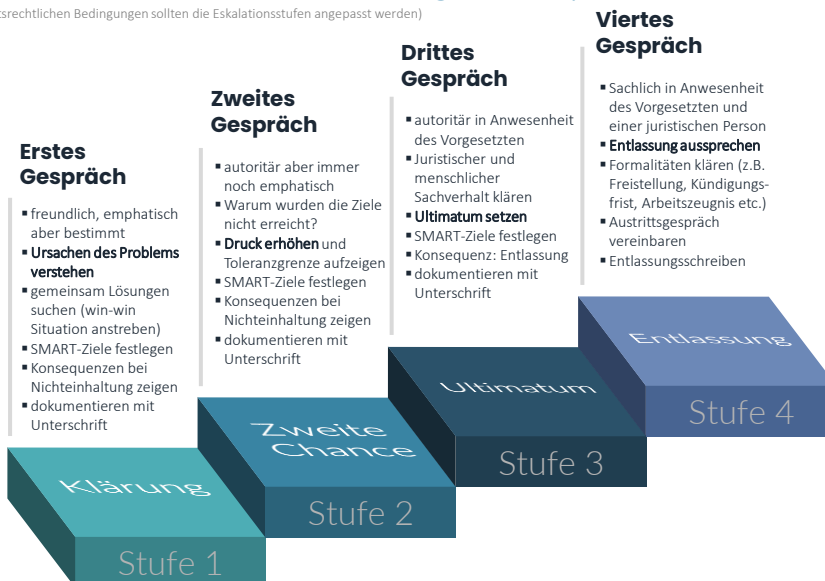 tsrechtlichen Bedingungen sollten die Eskalationsstufen angepasst werden)
Erstes
Gespräch
▪ freundlich, emphatisch
aber bestimmt
▪ Ursachen des Problems
verstehen
▪ gemeinsam Lösungen
suchen (win-win
Situation anstreben)
▪ SMART-Ziele festlegen
▪ Konsequenzen bei
Nichteinhaltung zeigen
▪ dokumentieren mit
Unterschrift
Klärung
Stufe 1
Zweites
Gespräch
▪ autoritär aber immer
noch emphatisch
▪ Warum wurden die Ziele
nicht erreicht?
▪ Druck erhöhen und
Toleranzgrenze aufzeigen
▪ SMART-Ziele festlegen
▪ Konsequenzen bei
Nichteinhaltung zeigen
▪ dokumentieren mit
Unterschrift
Zweite
Chance
Stufe 2
Drittes
Gespräch
▪ autoritär in Anwesenheit
des Vorgesetzten
▪ Juristischer und
menschlicher
Sachverhalt klären
▪ Ultimatum setzen
▪ SMART-Ziele festlegen
▪ Konsequenz: Entlassung
▪ dokumentieren mit
Unterschrift
Ultimatum
Stufe 3
Viertes
Gespräch
▪ Sachlich in Anwesenheit
des Vorgesetzten und
einer juristischen Person
▪ Entlassung aussprechen
▪ Formalitäten klären (z.B.
Freistellung, Kündigungs-
frist, Arbeitszeugnis etc.)
▪ Austrittsgespräch
vereinbaren
▪ Entlassungsschreiben
Entlassung
Stufe 4